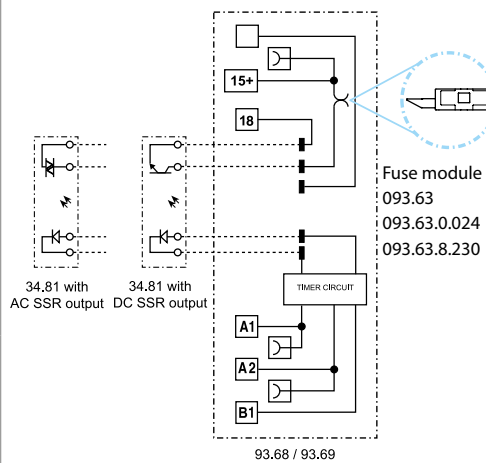 15+
18
Fuse module
093.63
093.63.0.024
093.63.8.230
34.81 with
AC SSR output
34.81 with
DC SSR output
TIMER CIRCUIT
A1
A2
B1
93.68 / 93.69